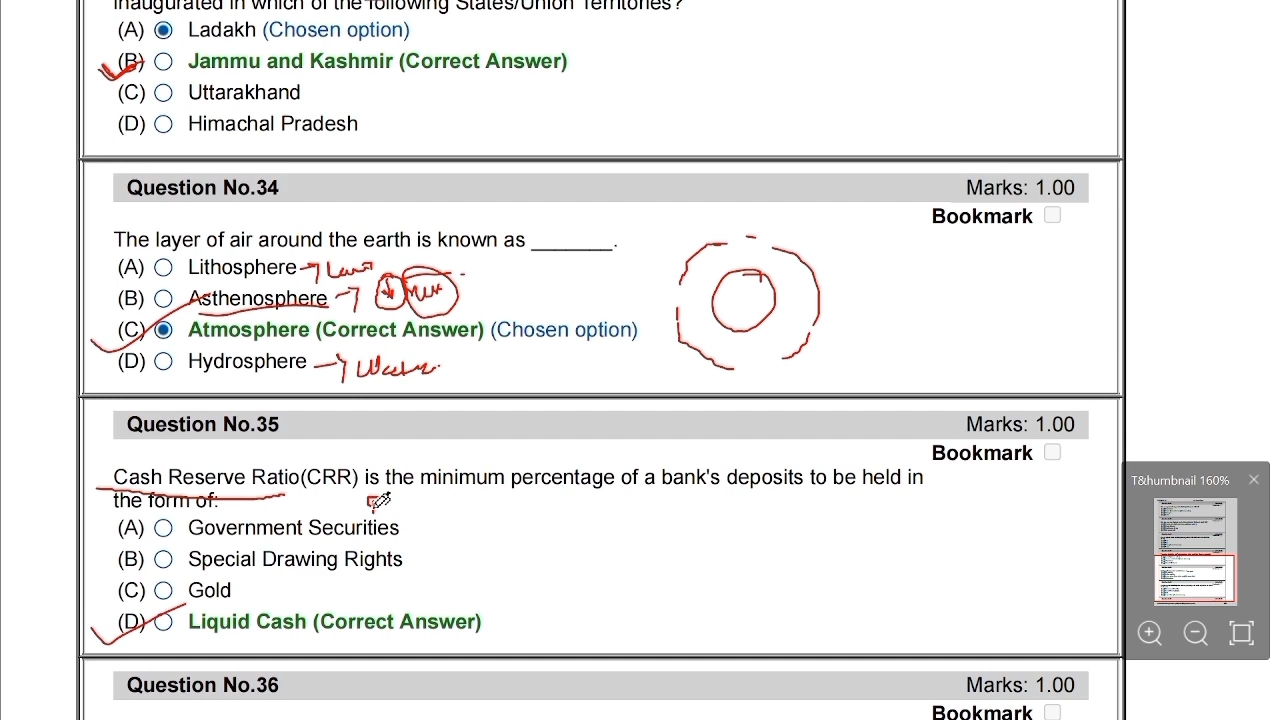 inaugurated in which of the following States/Union Territories?
(A) Ladakh (Chosen option)
(B) Jammu and Kashmir (Correct Answer)
(C) Uttarakhand
(D) Himachal Pradesh
Question No.34 Marks: 1.00
Bookmark
The layer of air around the earth is known as _______.
(A) Lithosphere
(B) Asthenosphere
(C) Atmosphere (Correct Answer) (Chosen option)
(D) Hydrosphere
Question No.35 Marks: 1.00
Bookmark
Cash Reserve Ratio(CRR) is the minimum percentage of a bank's deposits to be held in
the form of:
(A) Government Securities
(B) Special Drawing Rights
(C) Gold
(D) Liquid Cash (Correct Answer)
Question No.36 Marks: 1.00
Bookmark
T&humbnail 160%